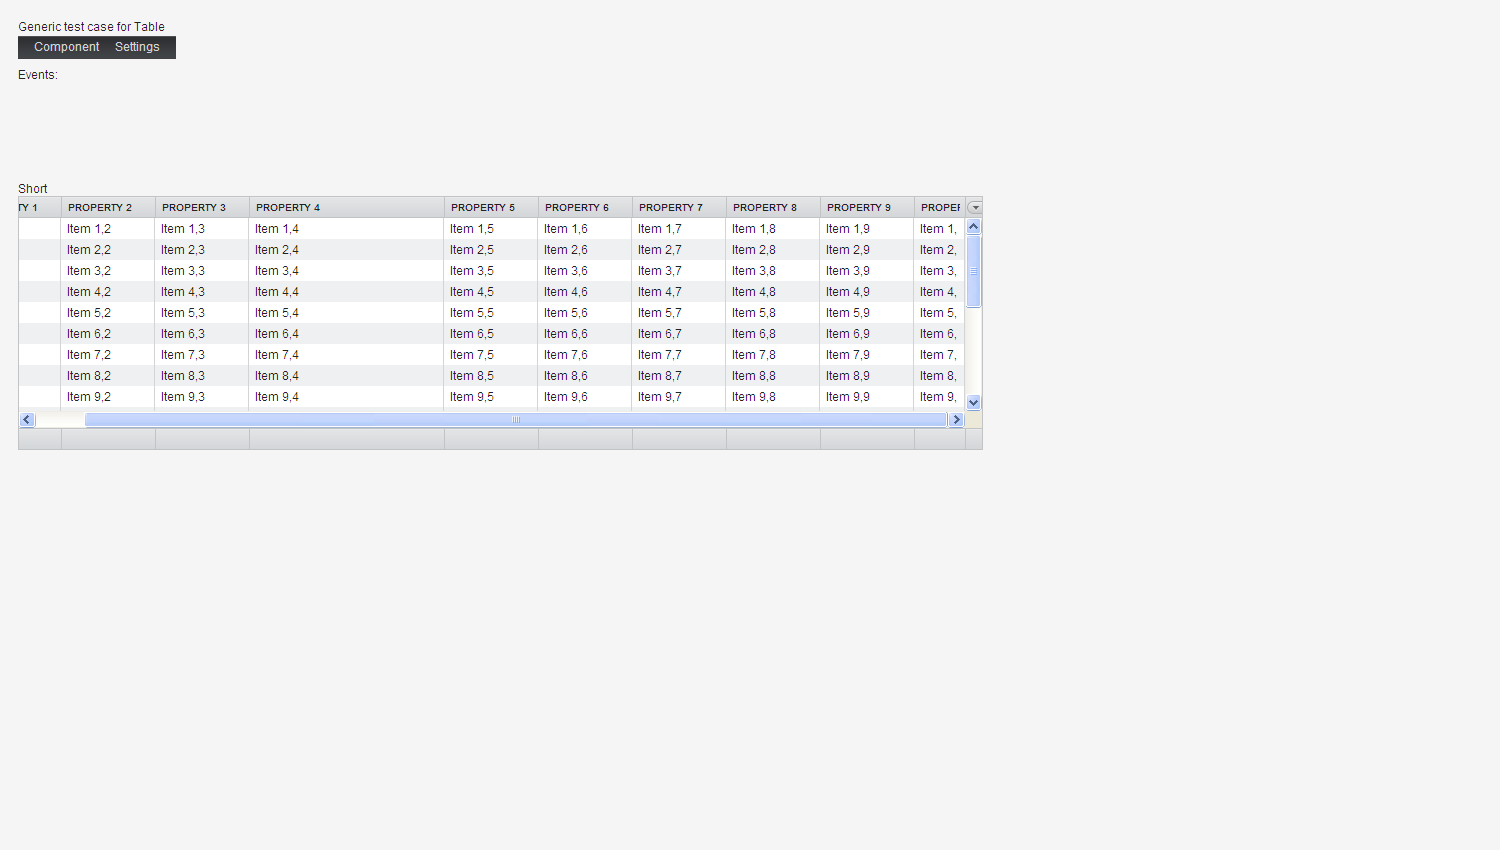 Generic test case for Table
Component Settings
Events:
Short
TY 1 PROPERTY 2 PROPERTY 3 PROPERTY 4 PROPERTY 5 PROPERTY 6 PROPERTY 7 PROPERTY 8 PROPERTY 9 PROPER
Item 1,2 Item 1,3 Item 1,4 Item 1,5 Item 1,6 Item 1,7 Item 1,8 Item 1,9 Item 1,
Item 2,2 Item 2,3 Item 2,4 Item 2,5 Item 2,6 Item 2,7 Item 2,8 Item 2,9 Item 2,
Item 3,2 Item 3,3 Item 3,4 Item 3,5 Item 3,6 Item 3,7 Item 3,8 Item 3,9 Item 3,
Item 4,2 Item 4,3 Item 4,4 Item 4,5 Item 4,6 Item 4,7 Item 4,8 Item 4,9 Item 4,
Item 5,2 Item 5,3 Item 5,4 Item 5,5 Item 5,6 Item 5,7 Item 5,8 Item 5,9 Item 5,
Item 6,2 Item 6,3 Item 6,4 Item 6,5 Item 6,6 Item 6,7 Item 6,8 Item 6,9 Item 6,
Item 7,2 Item 7,3 Item 7,4 Item 7,5 Item 7,6 Item 7,7 Item 7,8 Item 7,9 Item 7,
Item 8,2 Item 8,3 Item 8,4 Item 8,5 Item 8,6 Item 8,7 Item 8,8 Item 8,9 Item 8,
Item 9,2 Item 9,3 Item 9,4 Item 9,5 Item 9,6 Item 9,7 Item 9,8 Item 9,9 Item 9,